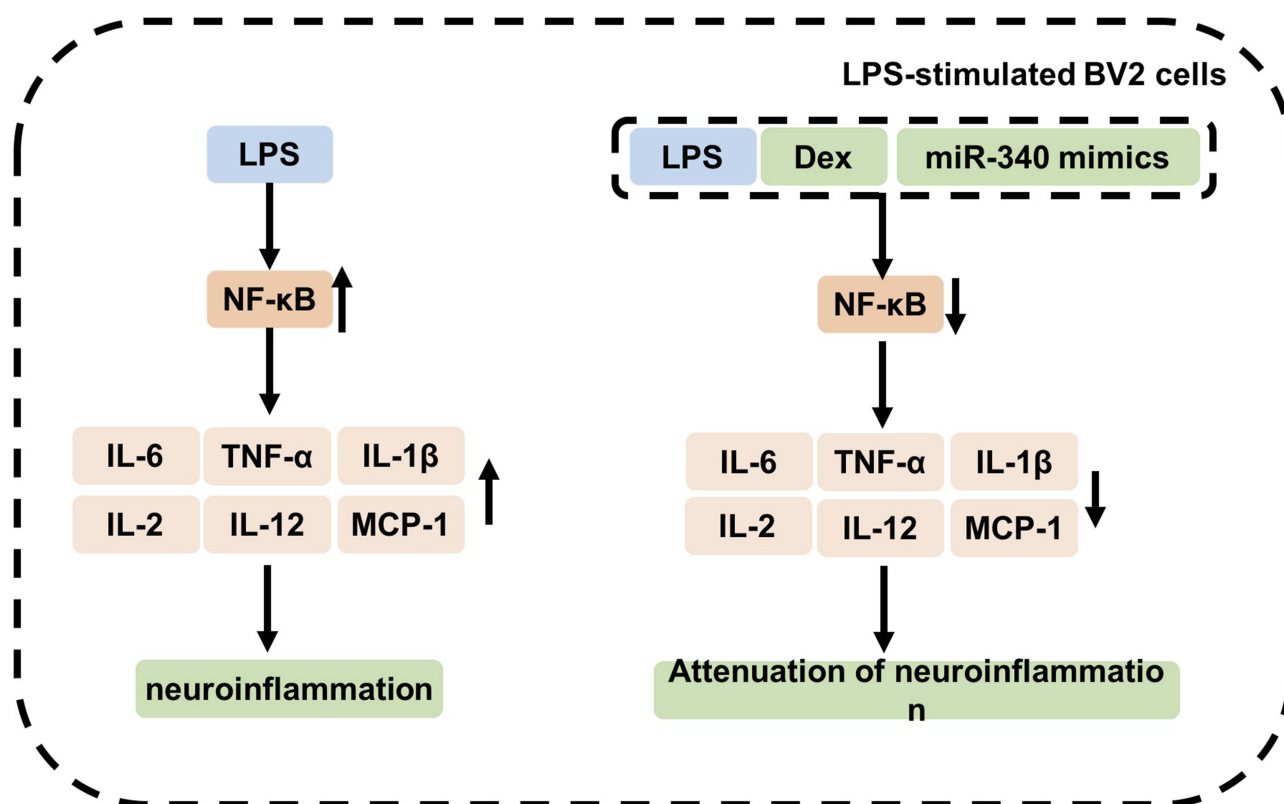 LPS-stimulated BV2 cells
LPS
NF-κB
IL-6 TNF-α IL-1β
IL-2 IL-12 MCP-1
neuroinflammation
LPS Dex miR-340 mimics
NF-κB
IL-6 TNF-α IL-1β
IL-2 IL-12 MCP-1
Attenuation of neuroinflammatio
n